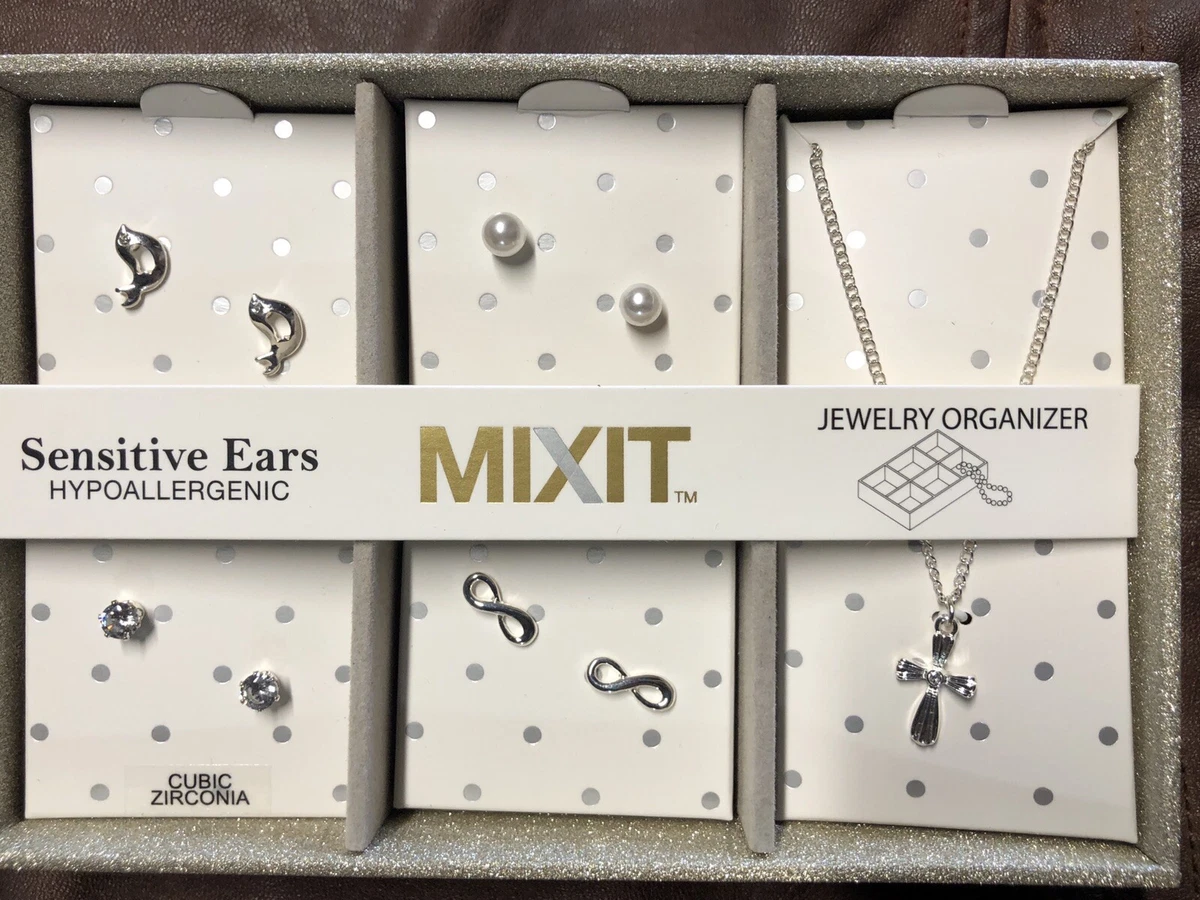 Sensitive Ears
HYPOALLERGENIC
MIXIT™
JEWELRY ORGANIZER
CUBIC
ZIRCONIA